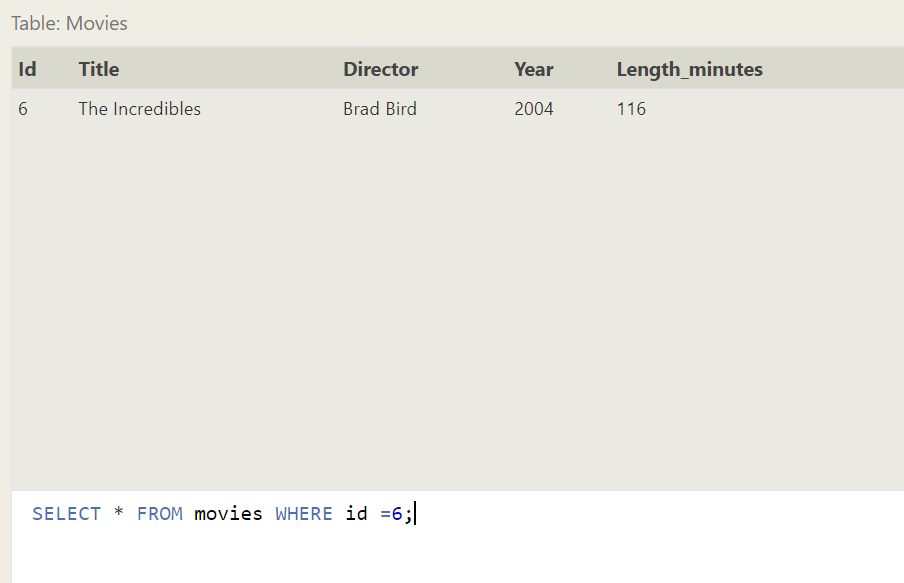 Table: Movies
Id Title Director Year Length_minutes
6 The Incredibles Brad Bird 2004 116
SELECT * FROM movies WHERE id =6;